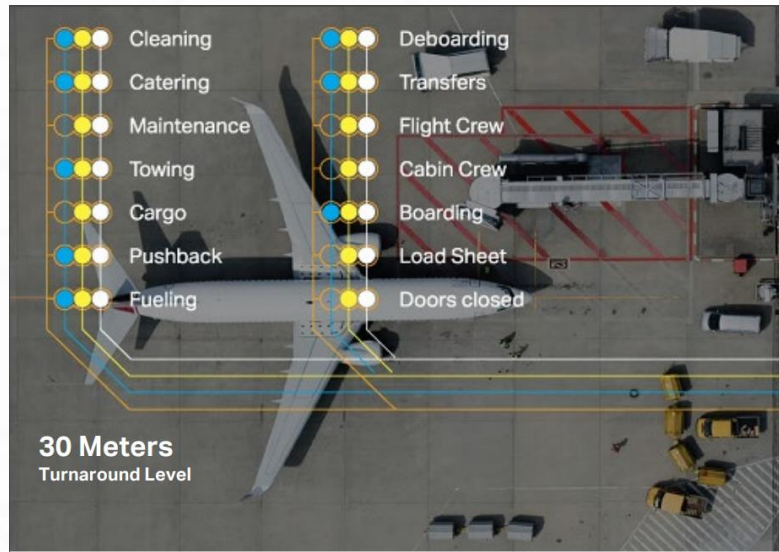 Cleaning
Catering
Maintenance
Towing
Cargo
Pushback
Fueling
Deboarding
Transfers
Flight Crew
Cabin Crew
Boarding
Load Sheet
Doors closed
30 Meters
Turnaround Level